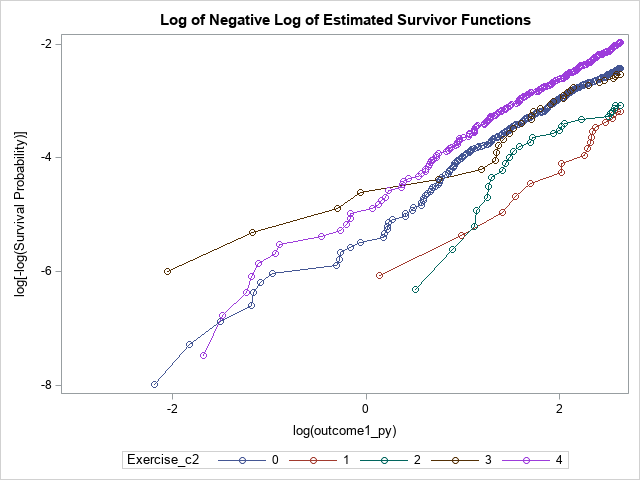 Log of Negative Log of Estimated Survivor Functions
log[-log(Survival Probability)]
-2
-4
-6
-8
-2 0 2
log(outcome1_py)
Exercise_c2 0 1 2 3 4